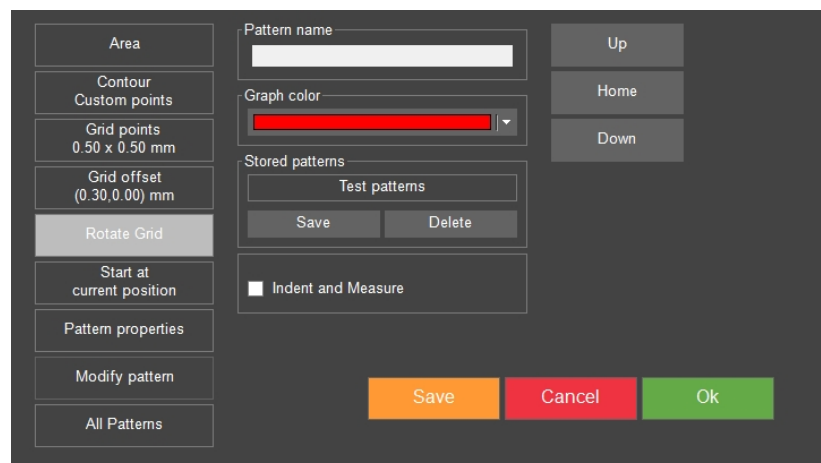 Area
Contour
Custom points
Grid points
0.50 x 0.50 mm
Grid offset
(0.30,0.00) mm
Rotate Grid
Start at
current position
Pattern properties
Modify pattern
All Patterns
Pattern name
Graph color
Stored patterns
Test patterns
Save
Delete
Indent and Measure
Up
Home
Down
Save
Cancel
Ok